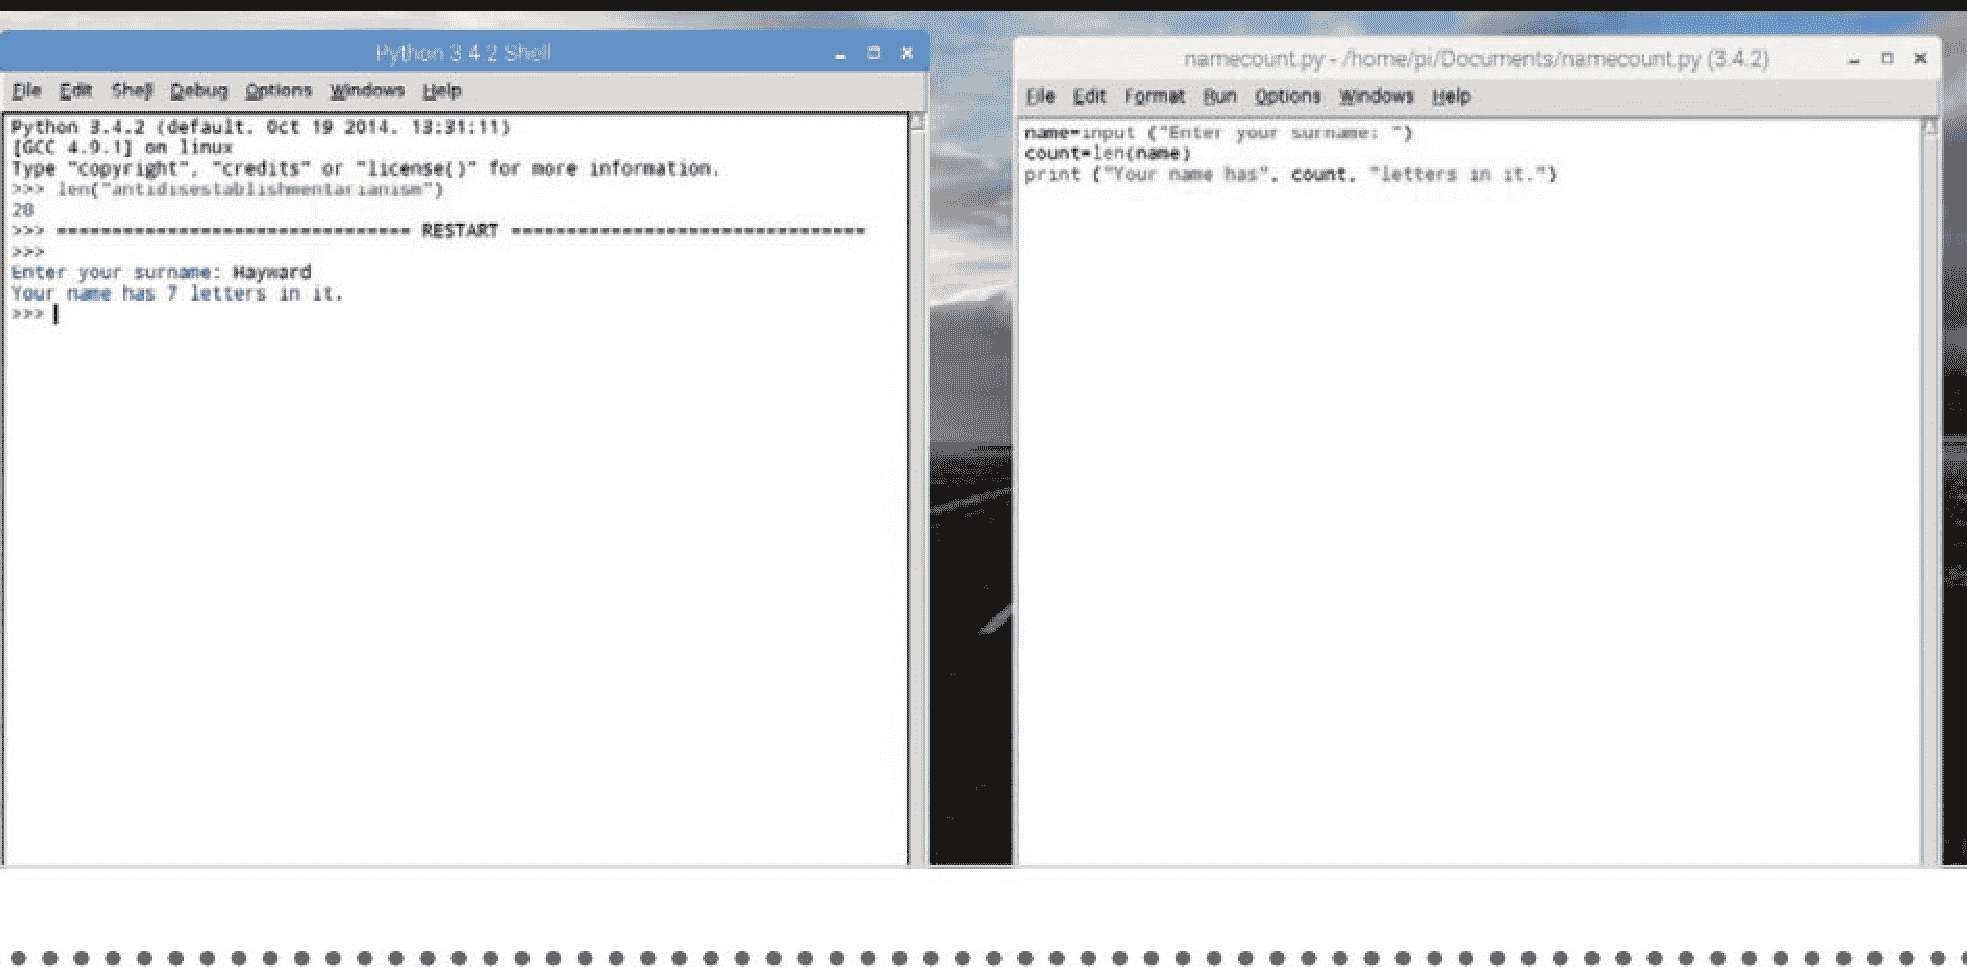 Python 3.4.2 Shell
File Edit Shell Debug Options Windows Help
Python 3.4.2 (default, Oct 19 2014, 13:31:11)
[GCC 4.9.1] on linux
Type "copyright", "credits" or "license()" for more information.
>>> len("antidisestablishmentarianism")
28
>>> ================================ RESTART ================================
>>>
Enter your surname: Hayward
Your name has 7 letters in it.
>>>
namecount.py - /home/pi/Documents/namecount.py (3.4.2)
File Edit Format Run Options Windows Help
name=input ("Enter your surname: ")
count=len(name)
print ("Your name has", count, "letters in it.")